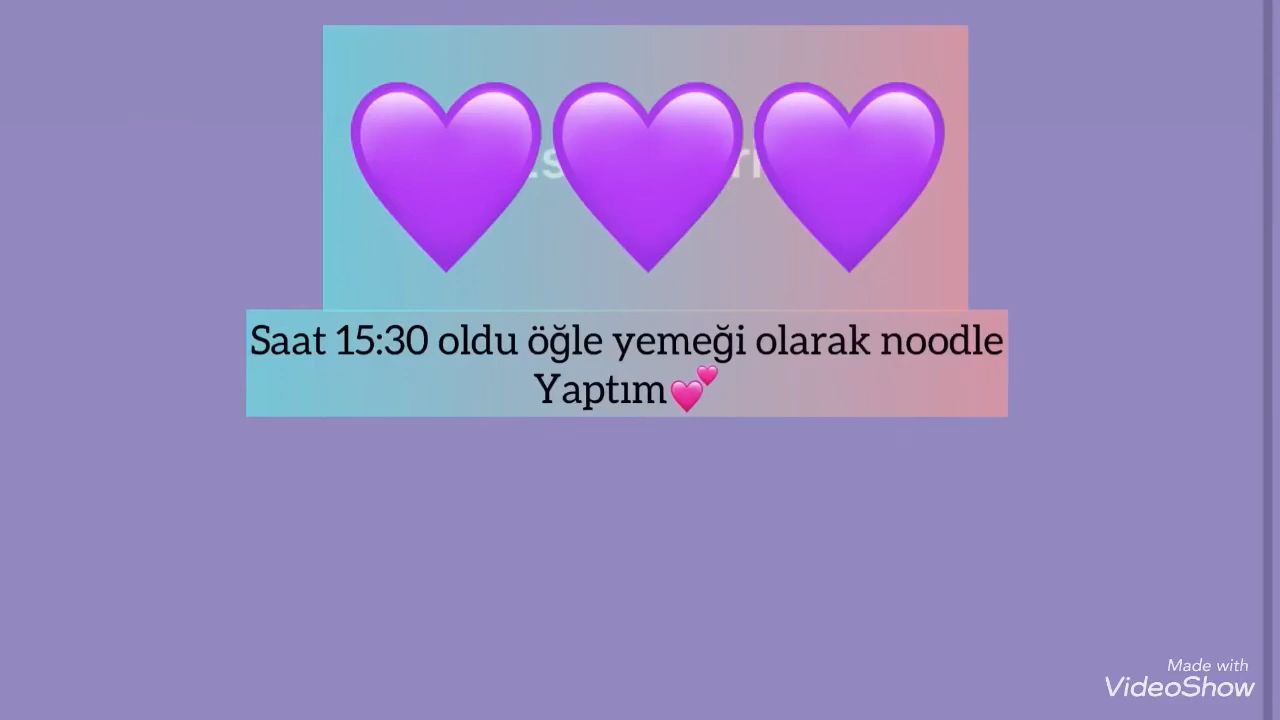 Saat 15:30 oldu öğle yemeği olarak noodle
Yaptım💕
Made with
VideoShow